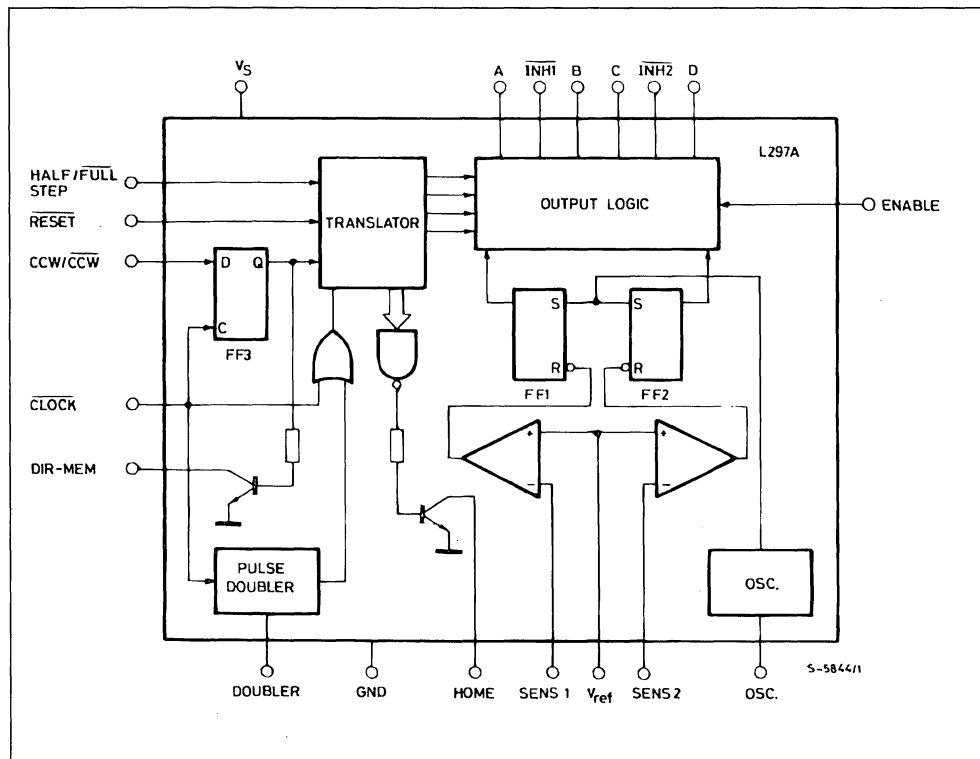 VS
A INH1 B C INH2 D
L297A
HALF/FULL
STEP
RESET
CCW/CCW
CLOCK
DIR-MEM
TRANSLATOR
OUTPUT LOGIC
ENABLE
D Q
C
FF3
S
R
FF1
S
R
FF2
+
−
+
−
PULSE
DOUBLER
OSC.
S-5844/1
DOUBLER GND HOME SENS 1 Vref SENS 2 OSC.